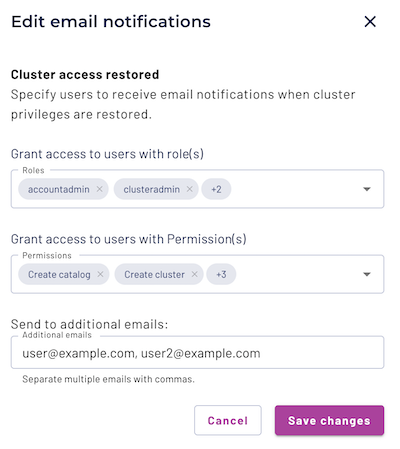 Edit email notifications
Cluster access restored
Specify users to receive email notifications when cluster
privileges are restored.
Grant access to users with role(s)
Roles
accountadmin × clusteradmin × +2
Grant access to users with Permission(s)
Permissions
Create catalog × Create cluster × +3
Send to additional emails:
Additional emails
user@example.com, user2@example.com
Separate multiple emails with commas.
Cancel Save changes